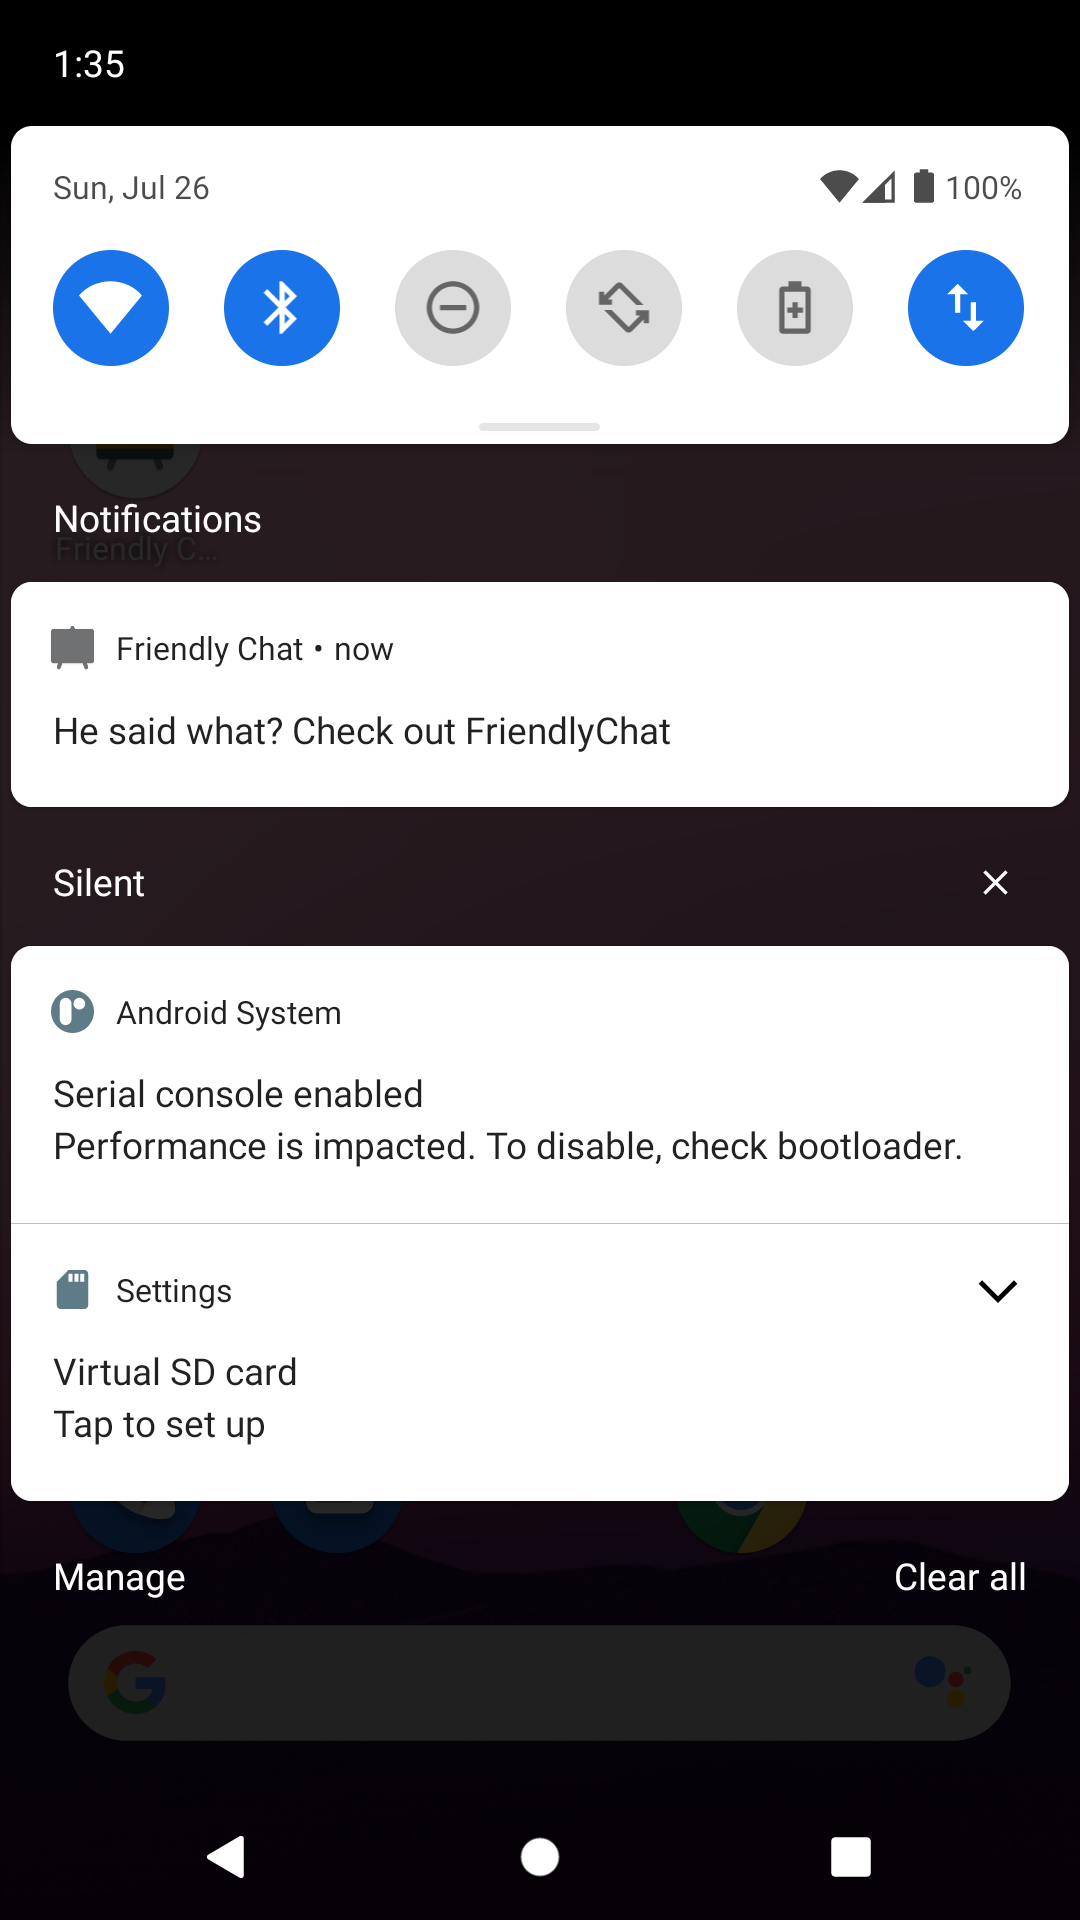 1:35
Sun, Jul 26
100%
Notifications
Friendly C...
Friendly Chat • now
He said what? Check out FriendlyChat
Silent
Android System
Serial console enabled
Performance is impacted. To disable, check bootloader.
Settings
Virtual SD card
Tap to set up
Manage
Clear all